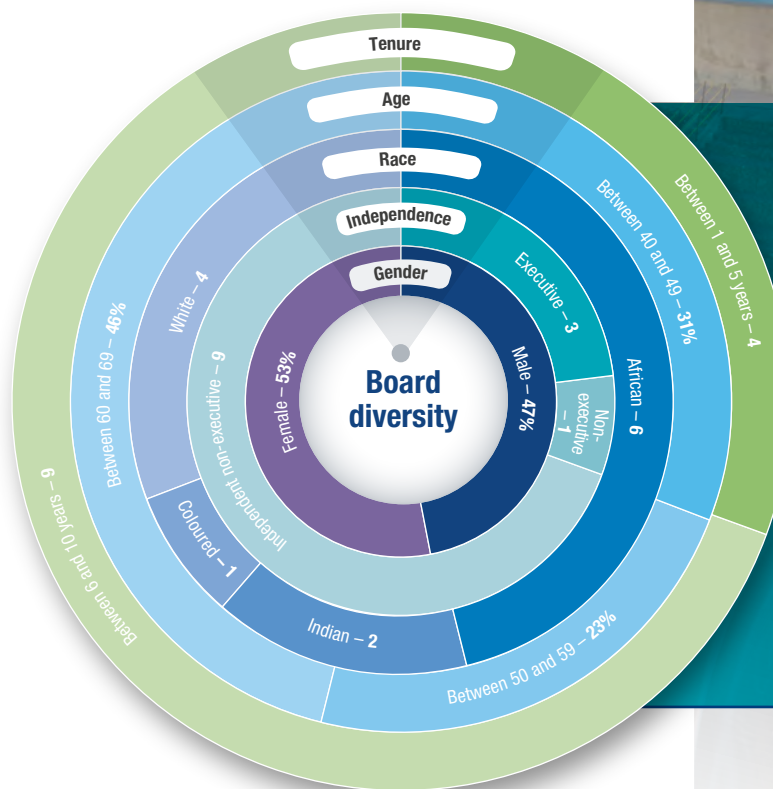 Tenure
Age
Race
Independence
Gender
Board
diversity
Male – 47%
Female – 53%
Executive – 3
Non-
executive
– 1
Independent non-executive – 9
African – 6
Indian – 2
Coloured – 1
White – 4
Between 40 and 49 – 31%
Between 50 and 59 – 23%
Between 60 and 69 – 46%
Between 1 and 5 years – 4
Between 6 and 10 years – 6